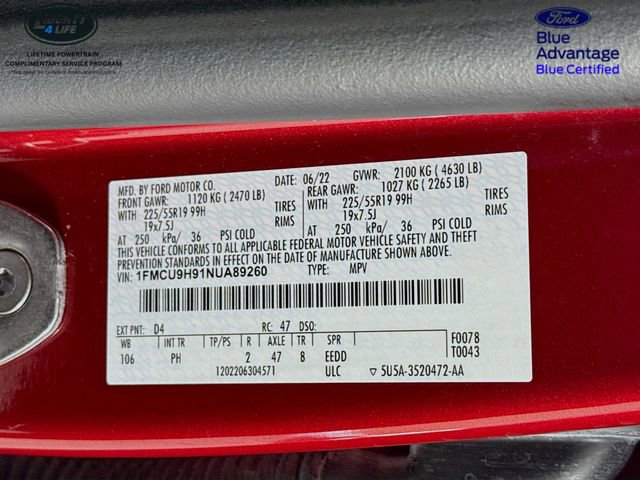 LIBERTY
4 LIFE
LIFETIME POWERTRAIN
COMPLIMENTARY SERVICE PROGRAM
Ford
Blue
Advantage
Blue Certified
MFD. BY FORD MOTOR CO.
06/22 GVWR: 2100 KG ( 4630 LB)
FRONT GAWR: 1120 KG ( 2470 LB)
REAR GAWR: 1027 KG ( 2265 LB)
WITH 225/55R19 99H TIRES
WITH 225/55R19 99H TIRES
19x7.5J RIMS
19x7.5J RIMS
AT 250 kPa/ 36 PSI COLD
AT 250 kPa/ 36 PSI COLD
THIS VEHICLE CONFORMS TO ALL APPLICABLE FEDERAL MOTOR VEHICLE SAFETY AND THEFT
PREVENTION STANDARDS IN EFFECT ON THE DATE OF MANUFACTURE SHOWN ABOVE.
VIN: 1FMCU9H91NUA89260 TYPE: MPV
EXT PNT: D4 RC: 47 DSO:
WB INT TR TP/PS R AXLE TR SPR
106 PH 2 47 8 EEDD
F0078
T0043
1202206304571 ULC ▽ 5U5A-3520472-AA